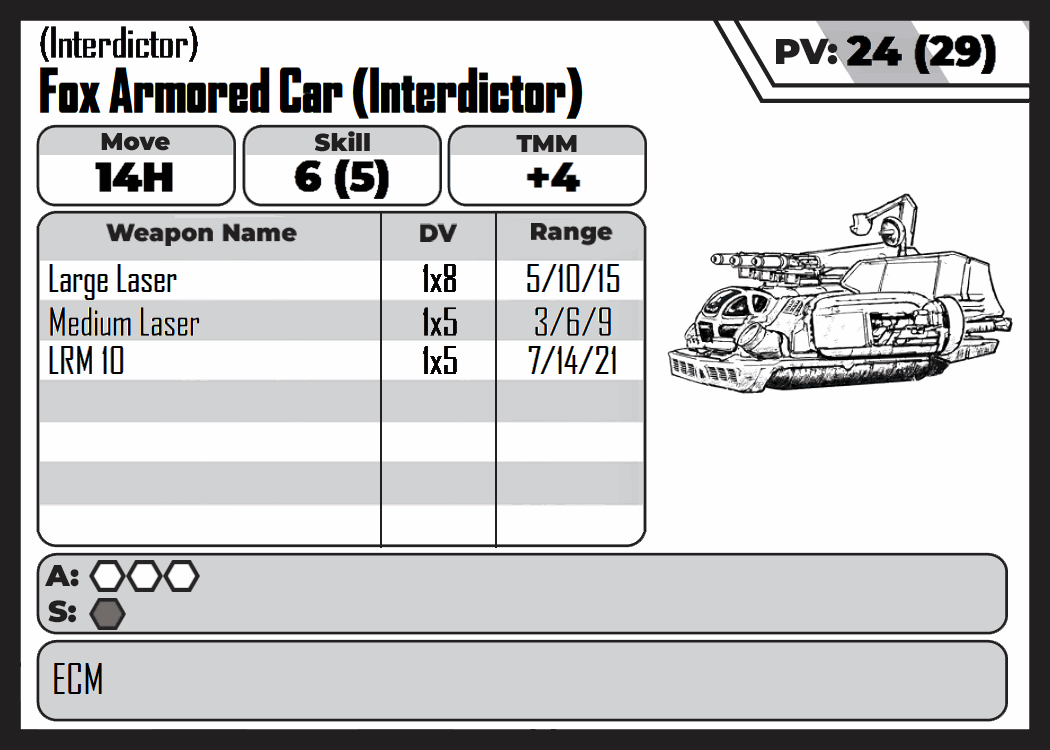 (Interdictor)
Fox Armored Car (Interdictor)
PV: 24 (29)
Move Skill TMM
14H 6 (5) +4
Weapon Name DV Range
Large Laser 1x8 5/10/15
Medium Laser 1x5 3/6/9
LRM 10 1x5 7/14/21
A:
S:
ECM